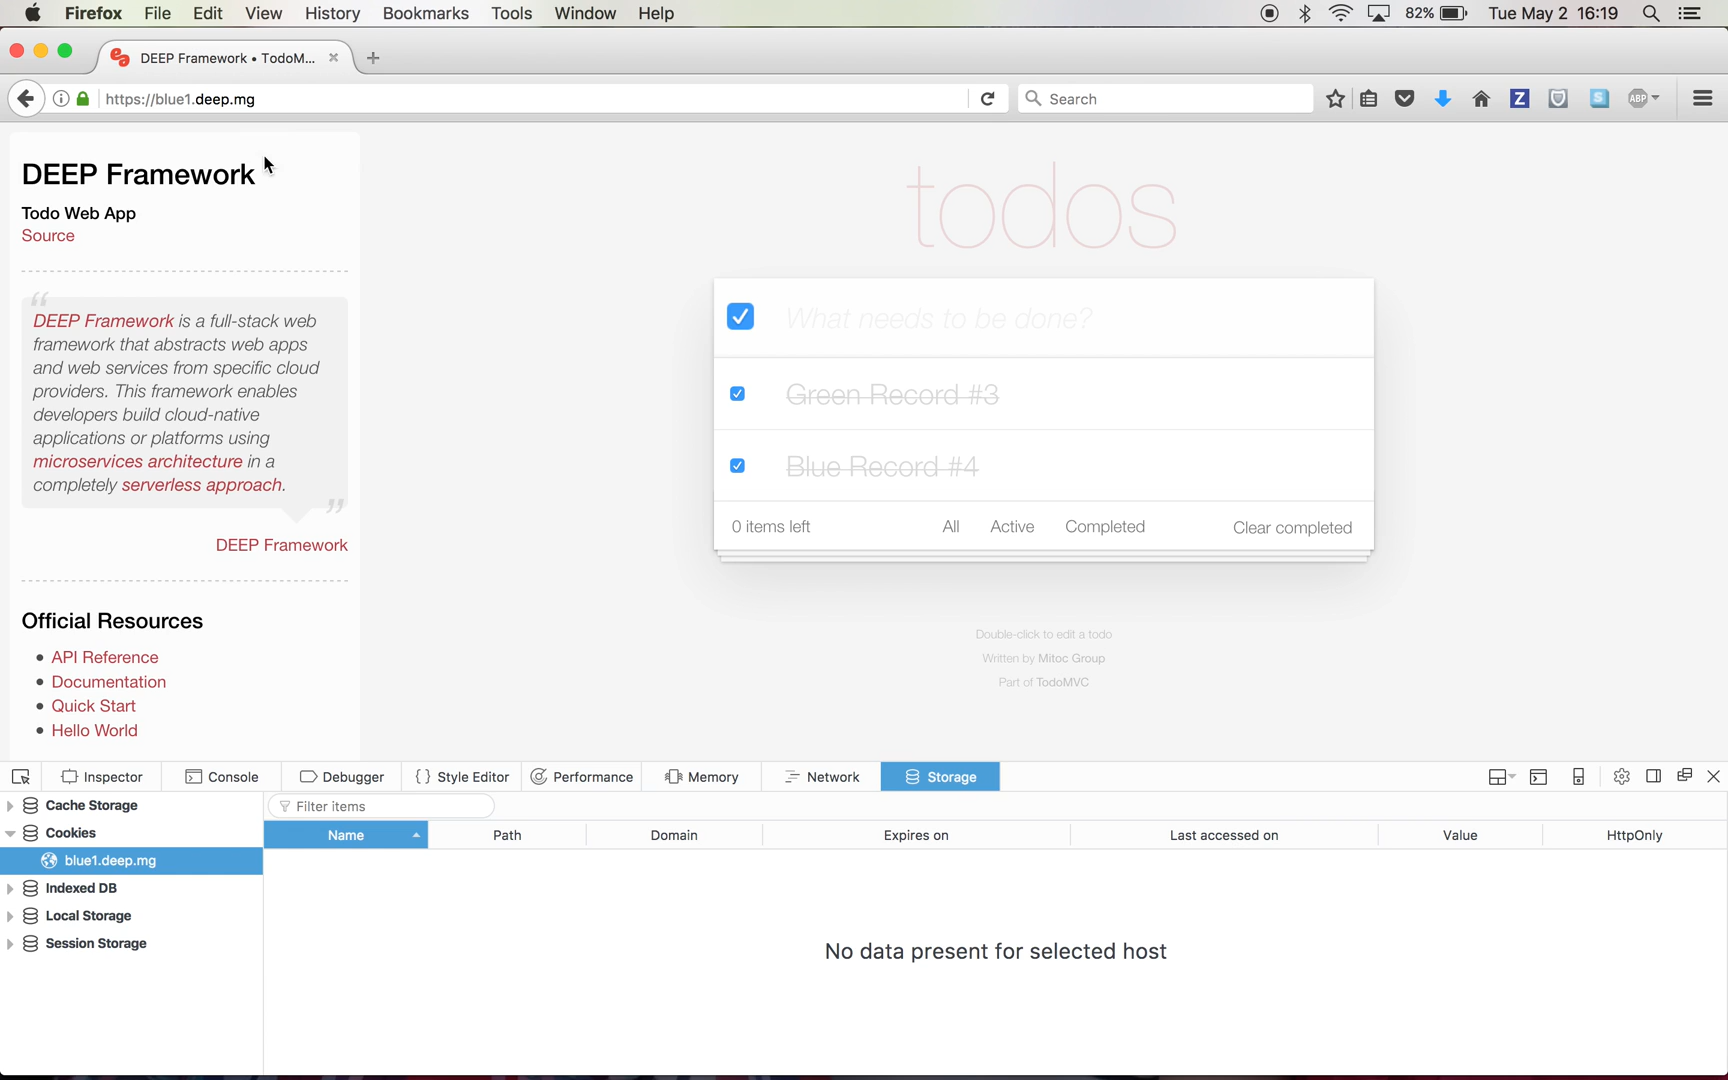 Firefox File Edit View History Bookmarks Tools Window Help 82% Tue May 2 16:19
DEEP Framework • TodoM...
https://blue1.deep.mg Search Z S ABP
DEEP Framework
Todo Web App
Source
“
DEEP Framework is a full-stack web
framework that abstracts web apps
and web services from specific cloud
providers. This framework enables
developers build cloud-native
applications or platforms using
microservices architecture in a
completely serverless approach.
”
DEEP Framework
Official Resources
API Reference
Documentation
Quick Start
Hello World
todos
What needs to be done?
Green Record #3
Blue Record #4
0 items left All Active Completed Clear completed
Double-click to edit a todo
Written by Mitoc Group
Part of TodoMVC
Inspector Console Debugger Style Editor Performance Memory Network Storage
Cache Storage
Cookies
blue1.deep.mg
Indexed DB
Local Storage
Session Storage
Filter items
Name Path Domain Expires on Last accessed on Value HttpOnly
No data present for selected host